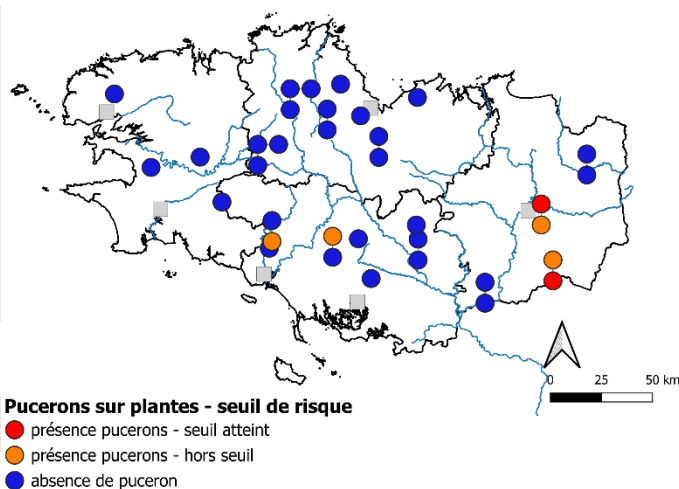 0 25 50 km
Pucerons sur plantes - seuil de risque
présence pucerons - seuil atteint
présence pucerons - hors seuil
absence de puceron